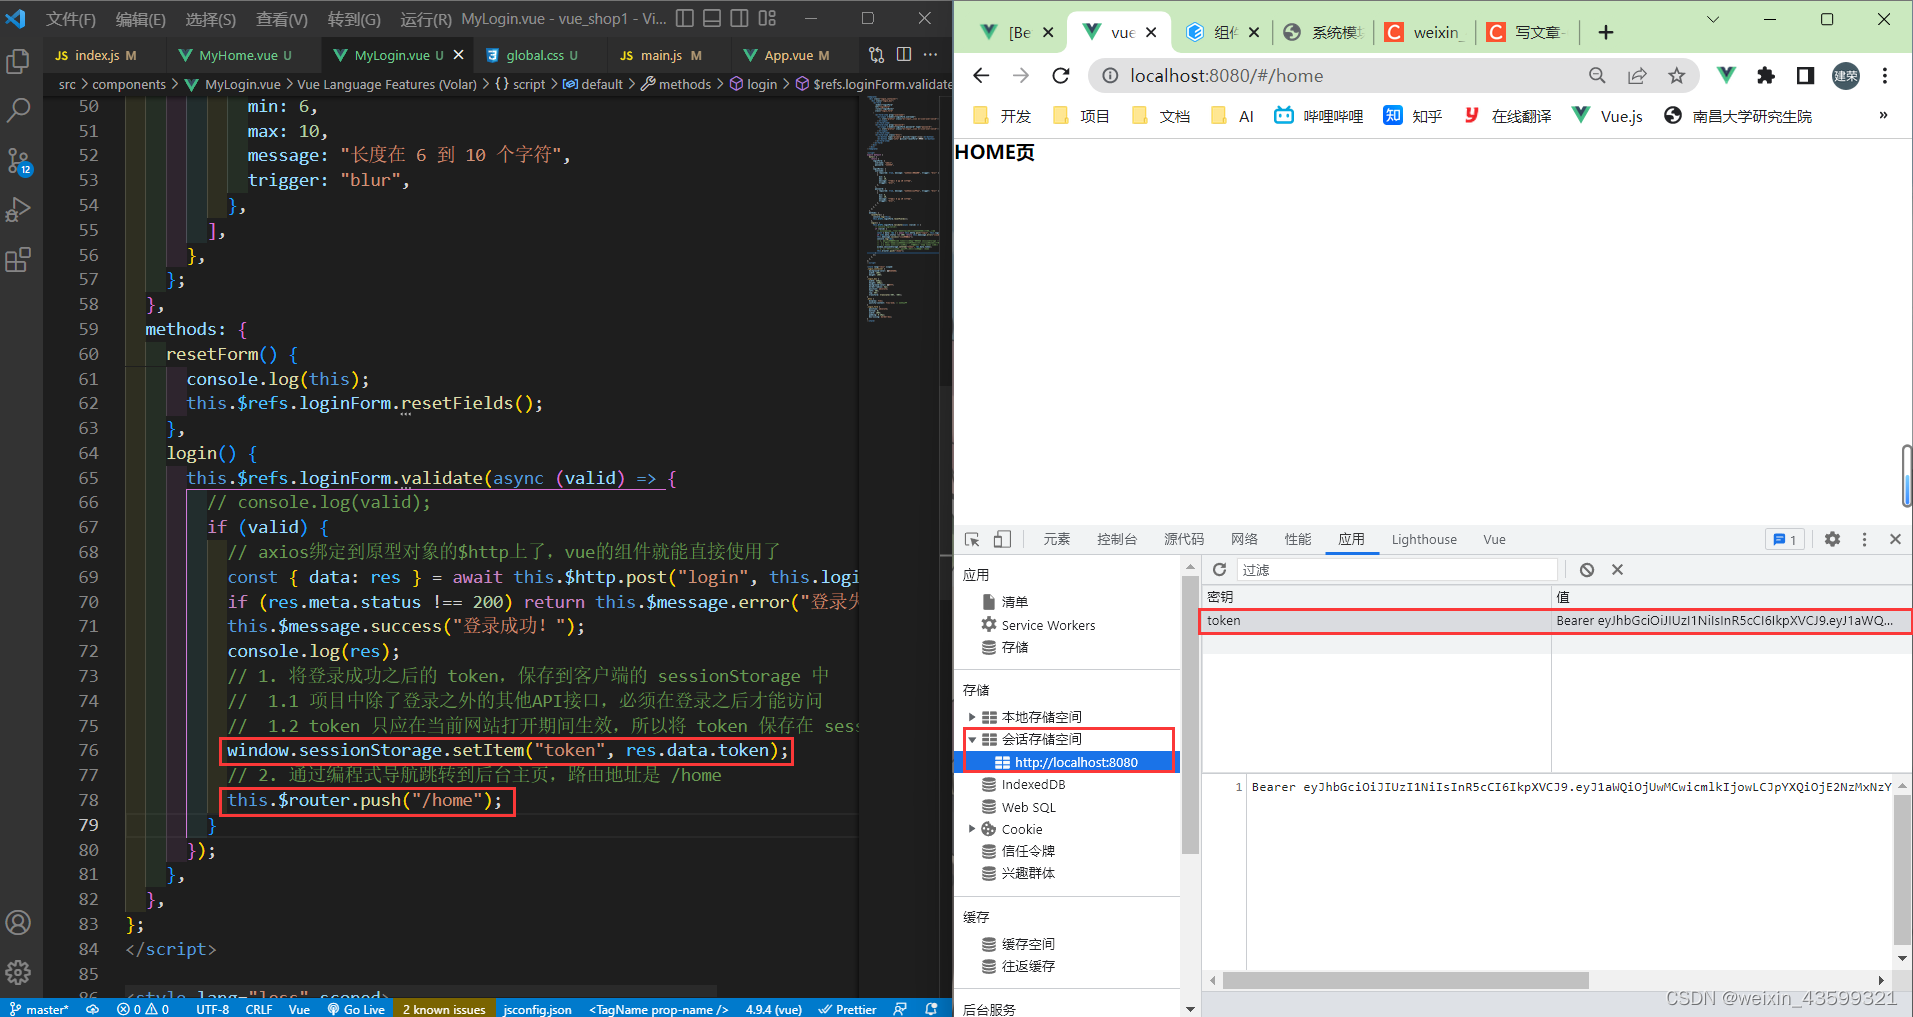 文件(F) 编辑(E) 选择(S) 查看(V) 转到(G) 运行(R) MyLogin.vue - vue_shop1 - Vi...
JS index.js M MyHome.vue U MyLogin.vue U global.css U JS main.js M App.vue M
src > components > MyLogin.vue > Vue Language Features (Volar) > {} script > default > methods > login > $refs.loginForm.validate
50 min: 6,
51 max: 10,
52 message: "长度在 6 到 10 个字符",
53 trigger: "blur",
54 },
55 ],
56 },
57 };
58 },
59 methods: {
60 resetForm() {
61 console.log(this);
62 this.$refs.loginForm.resetFields();
63 },
64 login() {
65 this.$refs.loginForm.validate(async (valid) => {
66 // console.log(valid);
67 if (valid) {
68 // axios绑定到原型对象的$http上了，vue的组件就能直接使用了
69 const { data: res } = await this.$http.post("login", this.logi
70 if (res.meta.status !== 200) return this.$message.error("登录失
71 this.$message.success("登录成功！");
72 console.log(res);
73 // 1. 将登录成功之后的 token，保存到客户端的 sessionStorage 中
74 //  1.1 项目中除了登录之外的其他API接口，必须在登录之后才能访问
75 //  1.2 token 只应在当前网站打开期间生效，所以将 token 保存在 sess
76 window.sessionStorage.setItem("token", res.data.token);
77 // 2. 通过编程式导航跳转到后台主页，路由地址是 /home
78 this.$router.push("/home");
79 }
80 });
81 },
82 },
83 };
84 </script>
85
86 <style lang="less" scoped>
12
master* 0 0 UTF-8 CRLF Vue Go Live 2 known issues jsconfig.json <TagName prop-name /> 4.9.4 (vue) Prettier
[Be vue 组件 系统模 C weixin_ C 写文章-
localhost:8080/#/home 建荣
开发 项目 文档 AI 哔哩哔哩 知 知乎 在线翻译 Vue.js 南昌大学研究生院 »
HOME页
元素 控制台 源代码 网络 性能 应用 Lighthouse Vue 1
应用
清单
Service Workers
存储
存储
本地存储空间
会话存储空间
http://localhost:8080
IndexedDB
Web SQL
Cookie
信任令牌
兴趣群体
缓存
缓存空间
往返缓存
后台服务
过滤
密钥 值
token Bearer eyJhbGciOiJIUzI1NiIsInR5cCI6IkpXVCJ9.eyJ1aWQ...
1 Bearer eyJhbGciOiJIUzI1NiIsInR5cCI6IkpXVCJ9.eyJ1aWQiOjUwMCwicmlkIjowLCJpYXQiOjE2NzMxNzY
CSDN @weixin_43599321